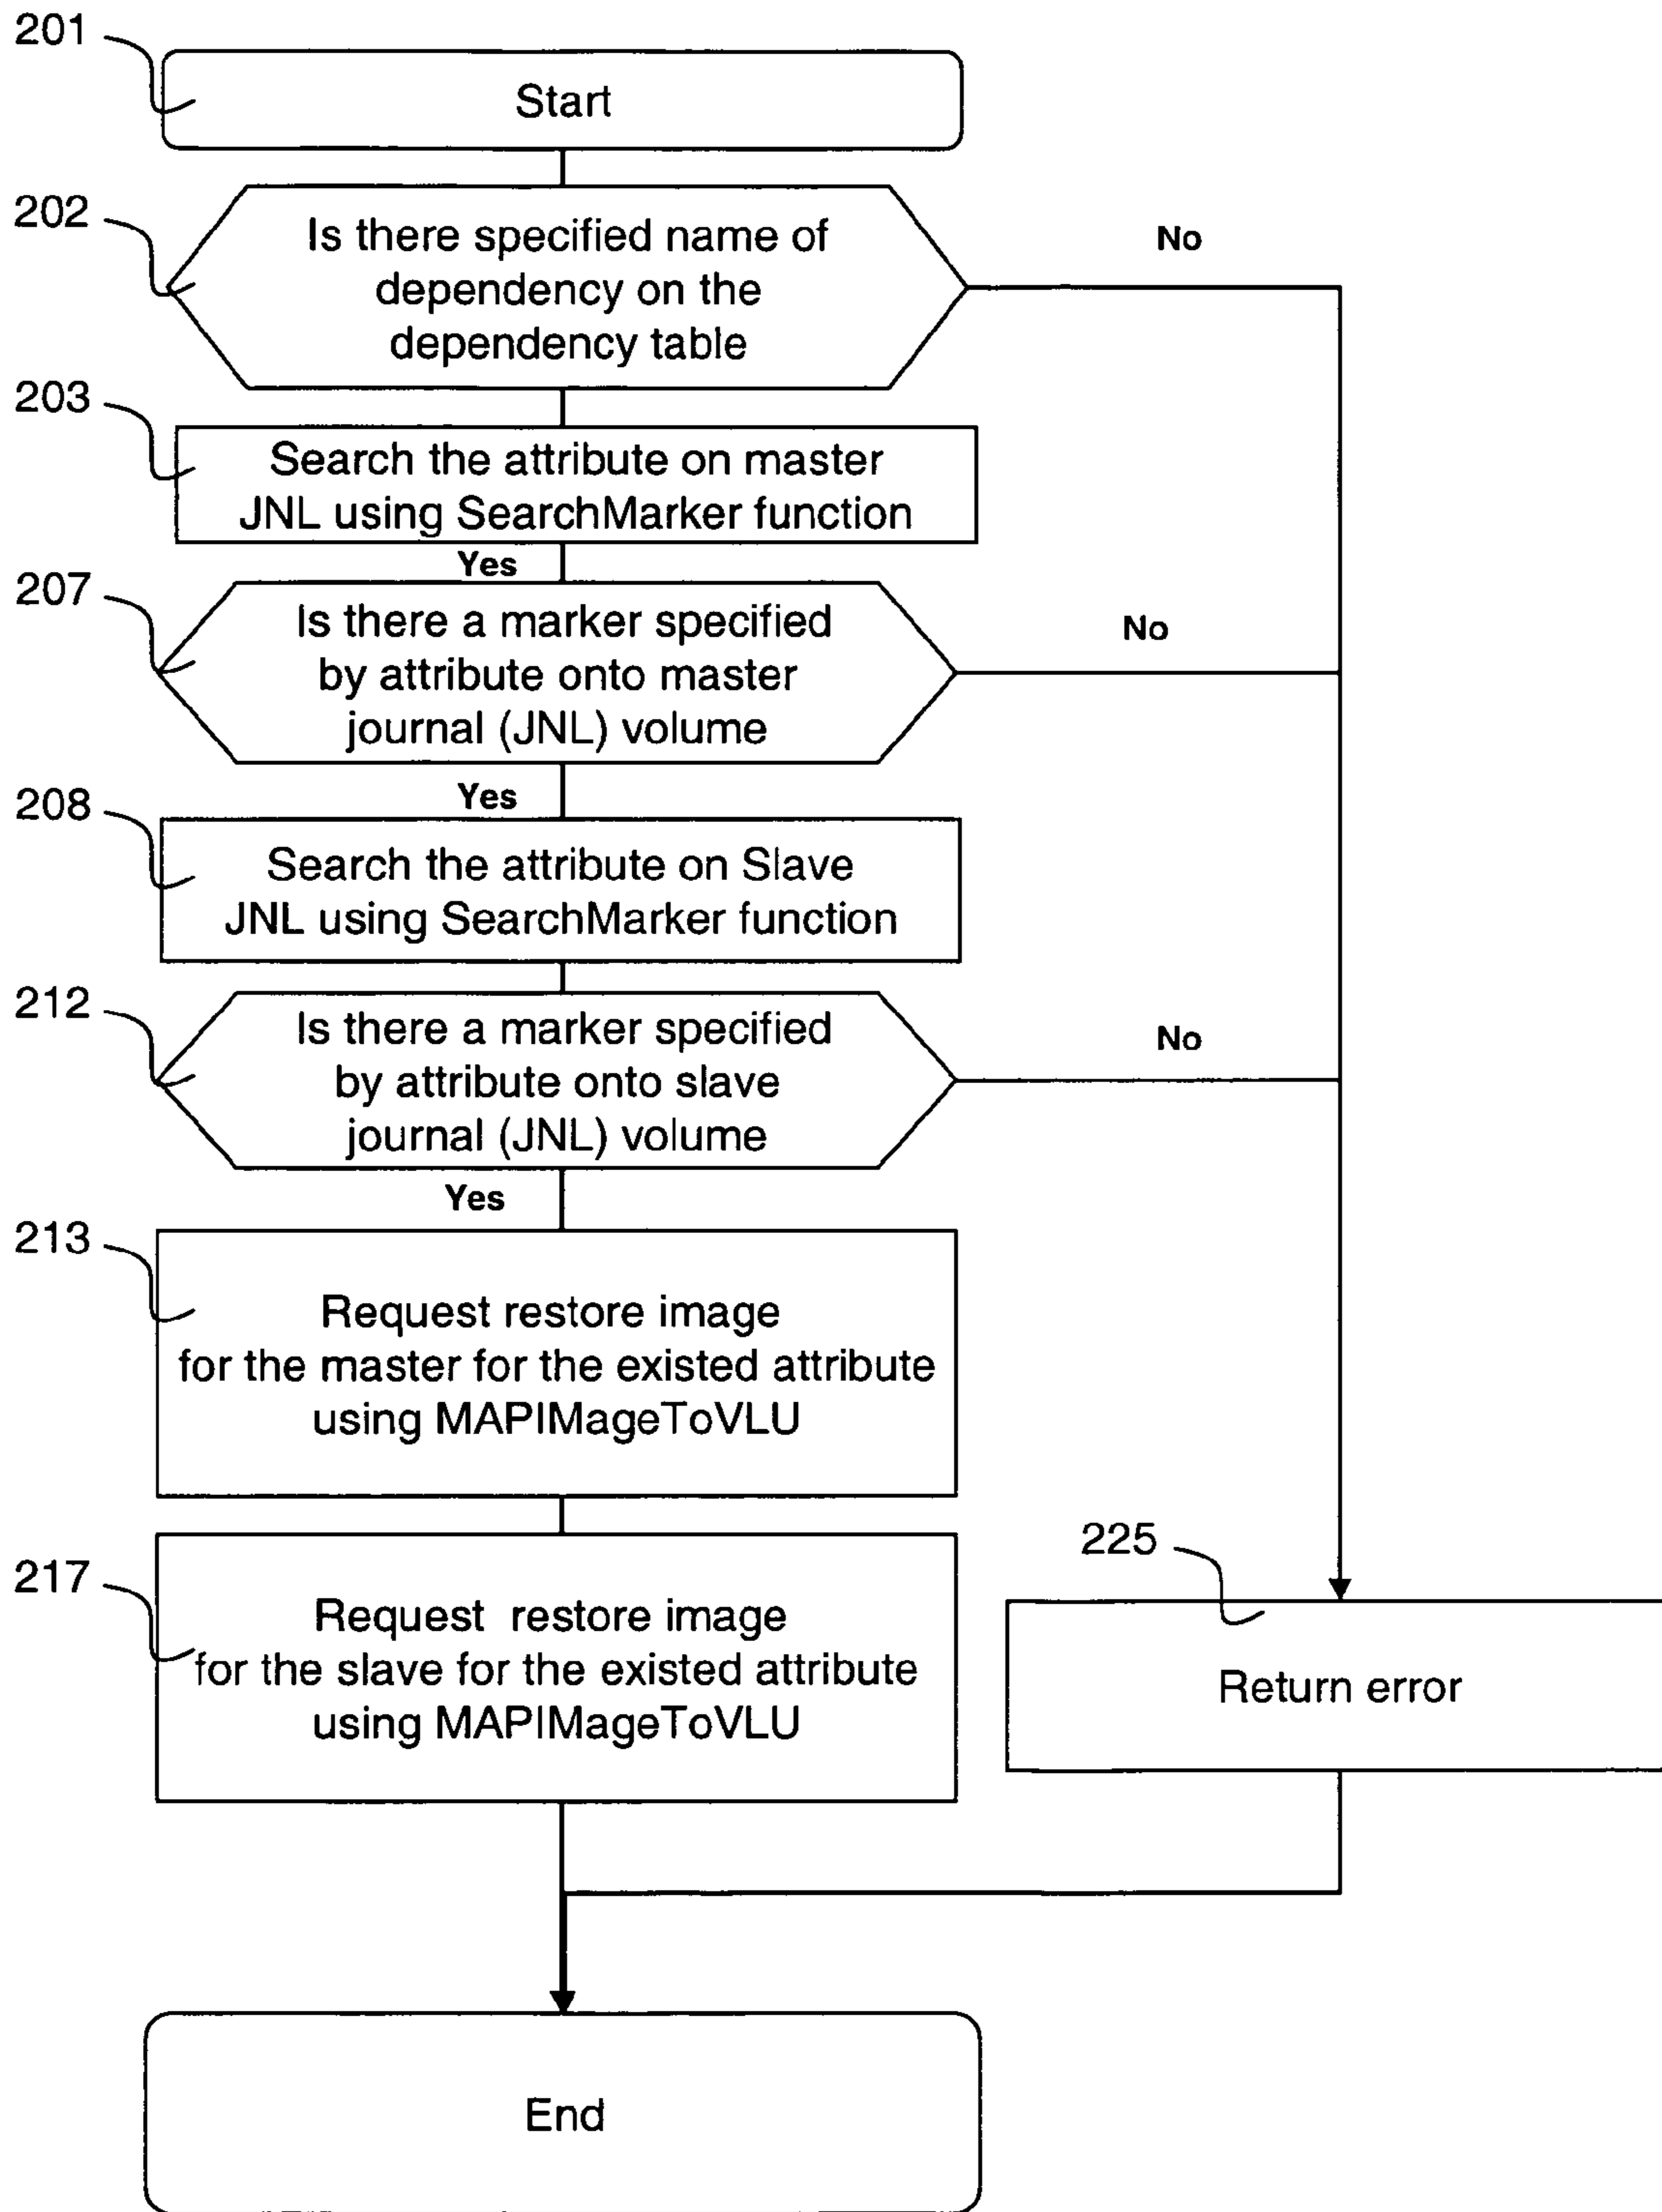 201
Start
202
Is there specified name of
dependency on the
dependency table
No
203
Search the attribute on master
JNL using SearchMarker function
Yes
207
Is there a marker specified
by attribute onto master
journal (JNL) volume
No
Yes
208
Search the attribute on Slave
JNL using SearchMarker function
212
Is there a marker specified
by attribute onto slave
journal (JNL) volume
No
Yes
213
Request restore image
for the master for the existed attribute
using MAPIMageToVLU
217
Request restore image
for the slave for the existed attribute
using MAPIMageToVLU
225
Return error
End